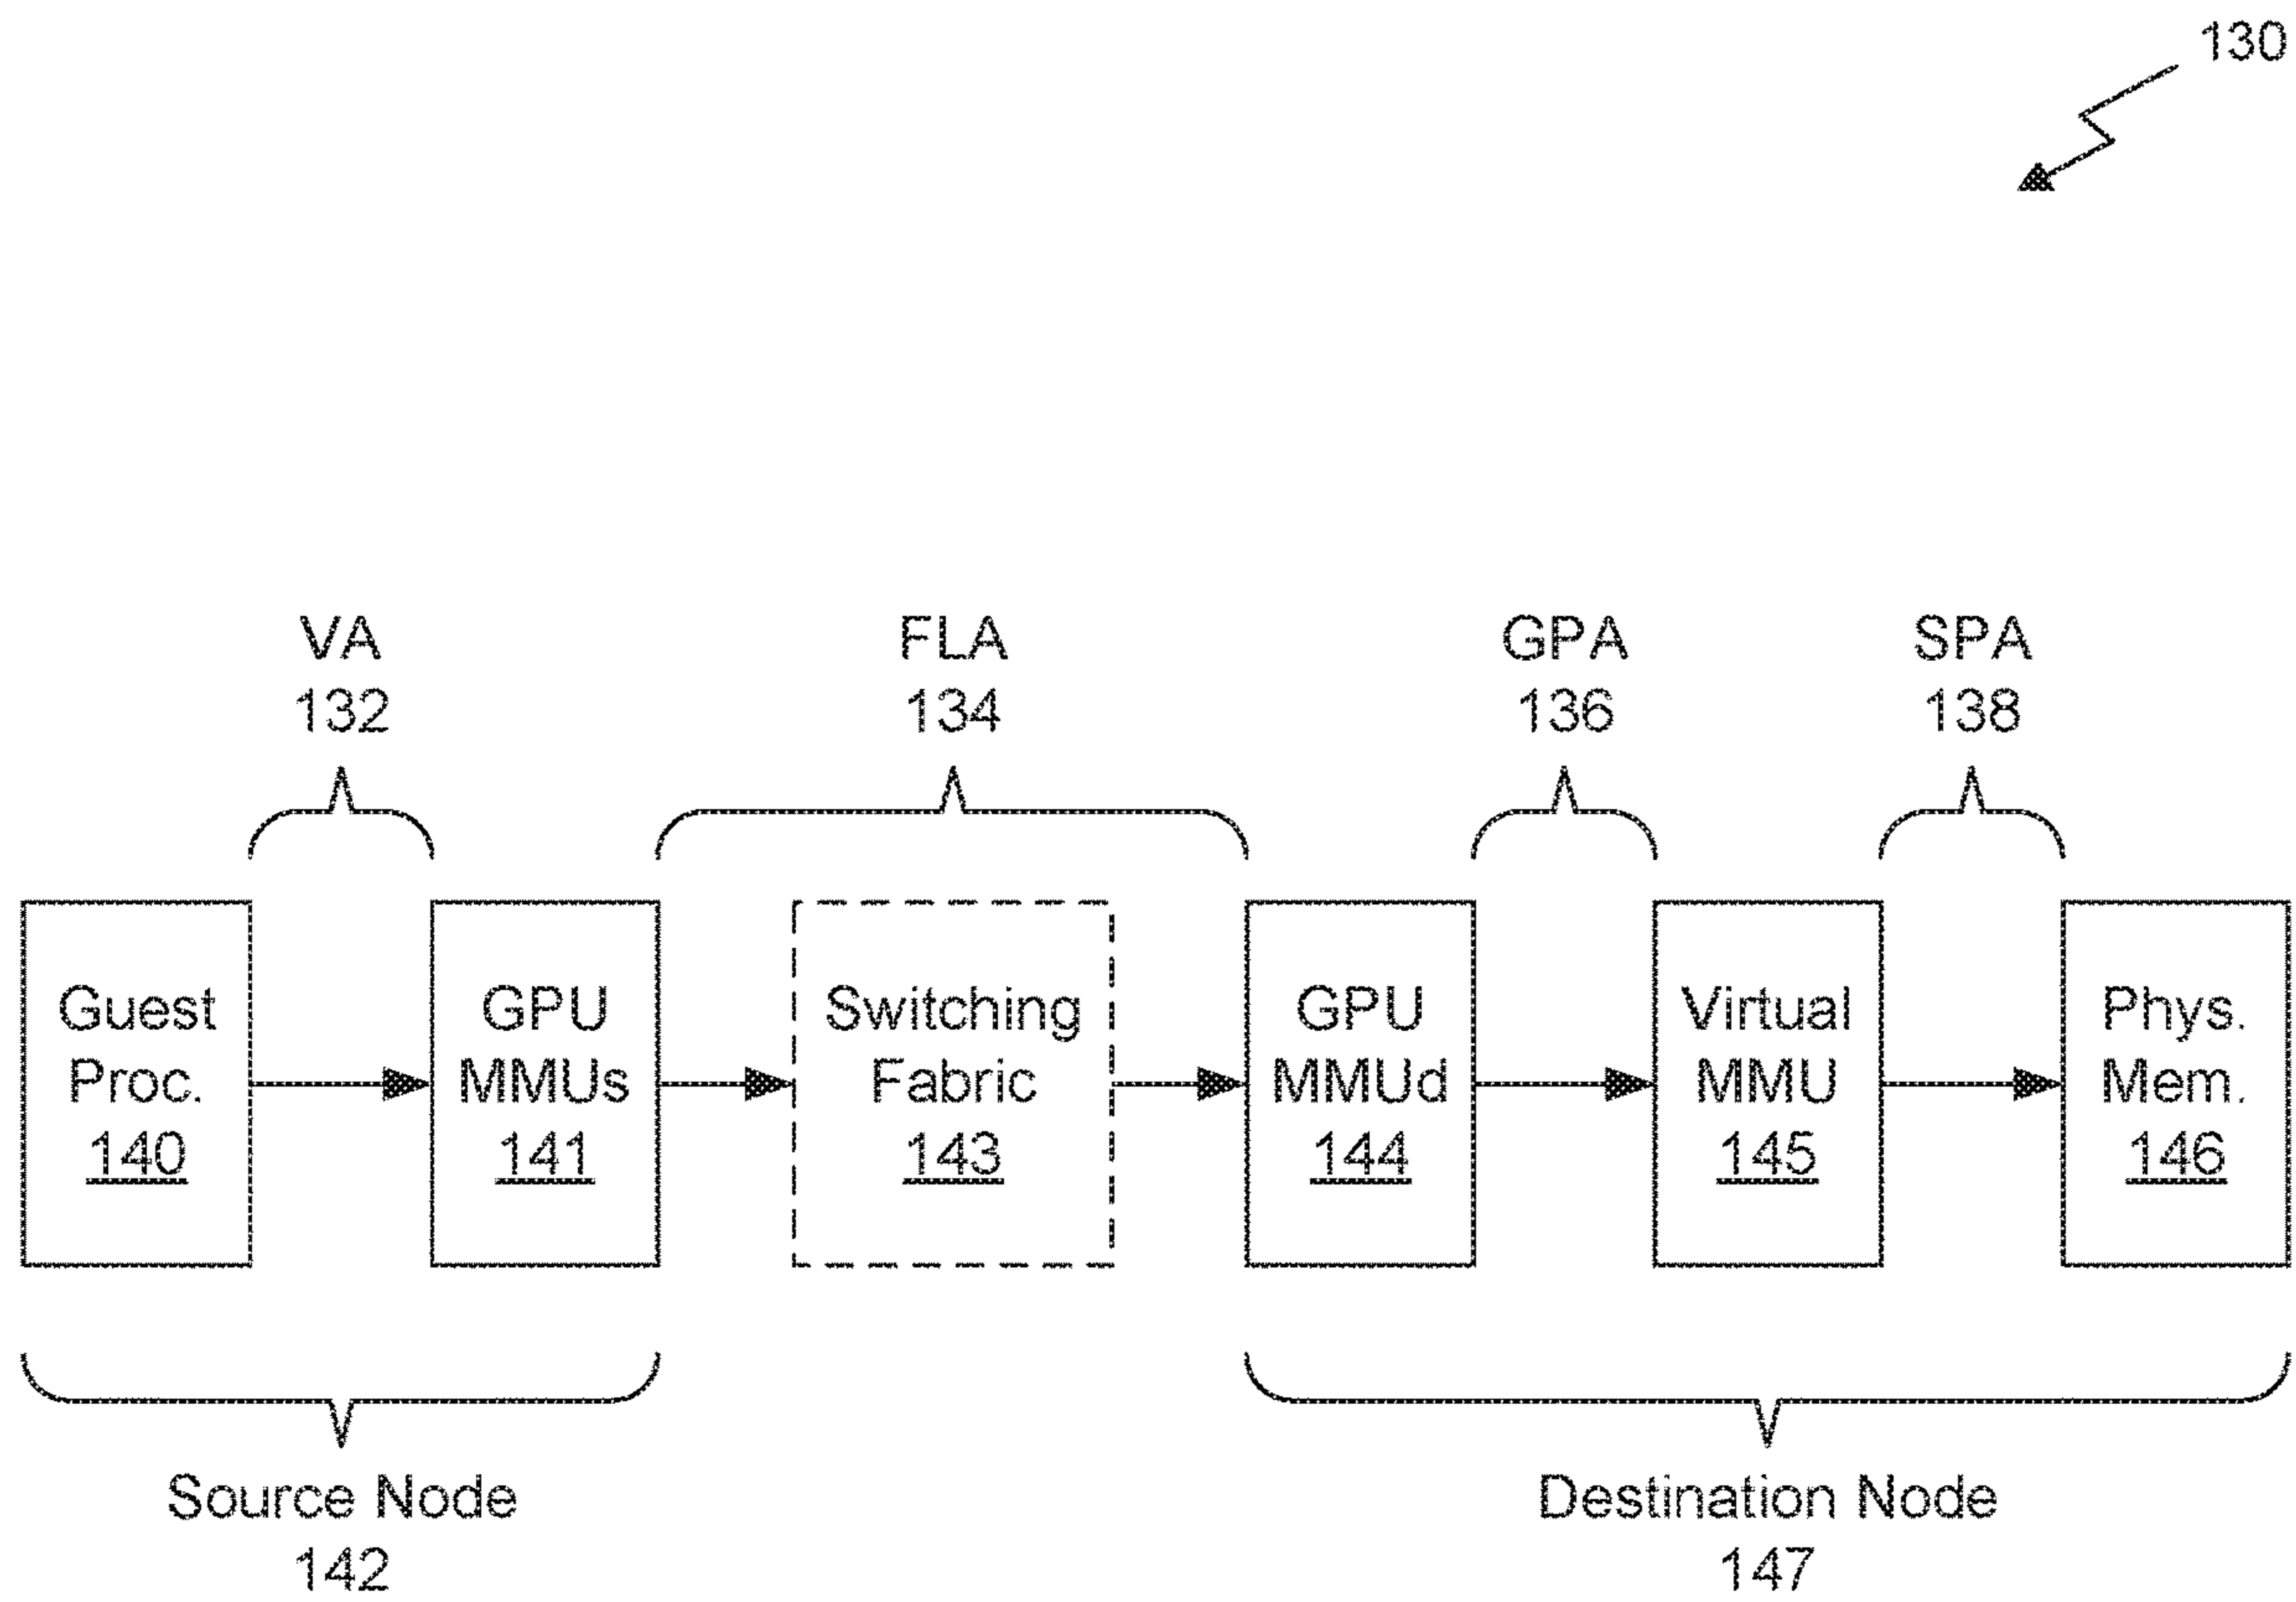 130
VA
132
FLA
134
GPA
136
SPA
138
Guest
Proc.
140
GPU
MMUs
141
Switching
Fabric
143
GPU
MMUd
144
Virtual
MMU
145
Phys.
Mem.
146
Source Node
142
Destination Node
147